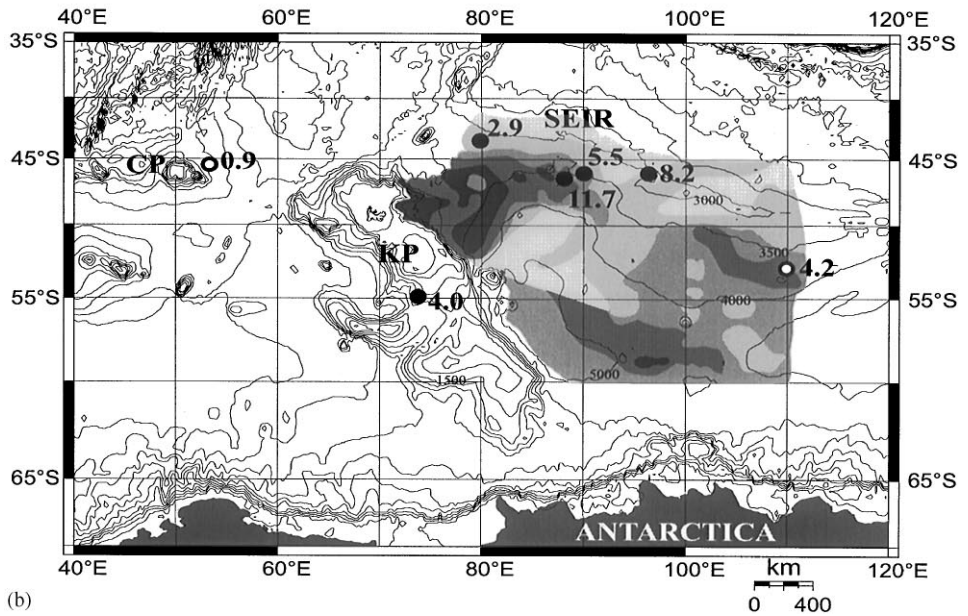 40°E 60°E 80°E 100°E 120°E
35°S 35°S
SEIR
2.9
45°S 45°S
CP 0.9 5.5 8.2
11.7
3000
KP 3500
4.2
55°S 4.0 4000 55°S
1500 5000
65°S 65°S
ANTARCTICA
40°E 60°E 80°E 100°E 120°E
km
0 400
(b)